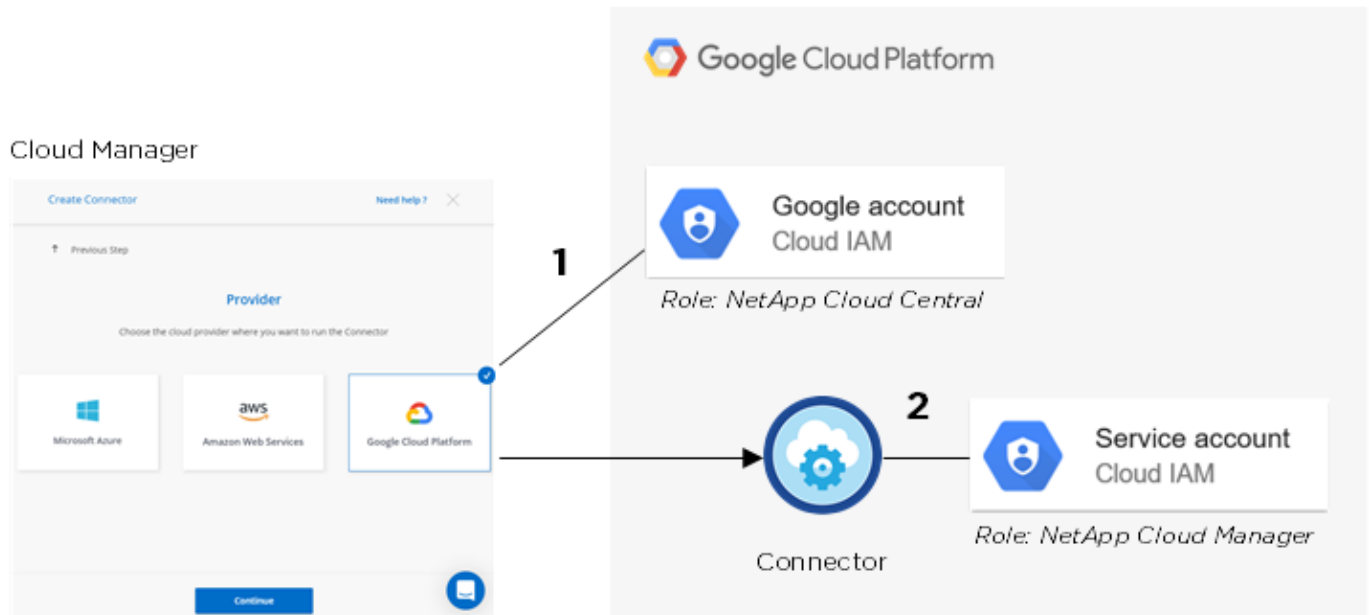 Google Cloud Platform
Cloud Manager
Create Connector
Need help ?
Previous Step
Provider
Choose the cloud provider where you want to run the Connector
Microsoft Azure
aws
Amazon Web Services
Google Cloud Platform
Continue
1
Google account
Cloud IAM
Role: NetApp Cloud Central
2
Service account
Cloud IAM
Role: NetApp Cloud Manager
Connector